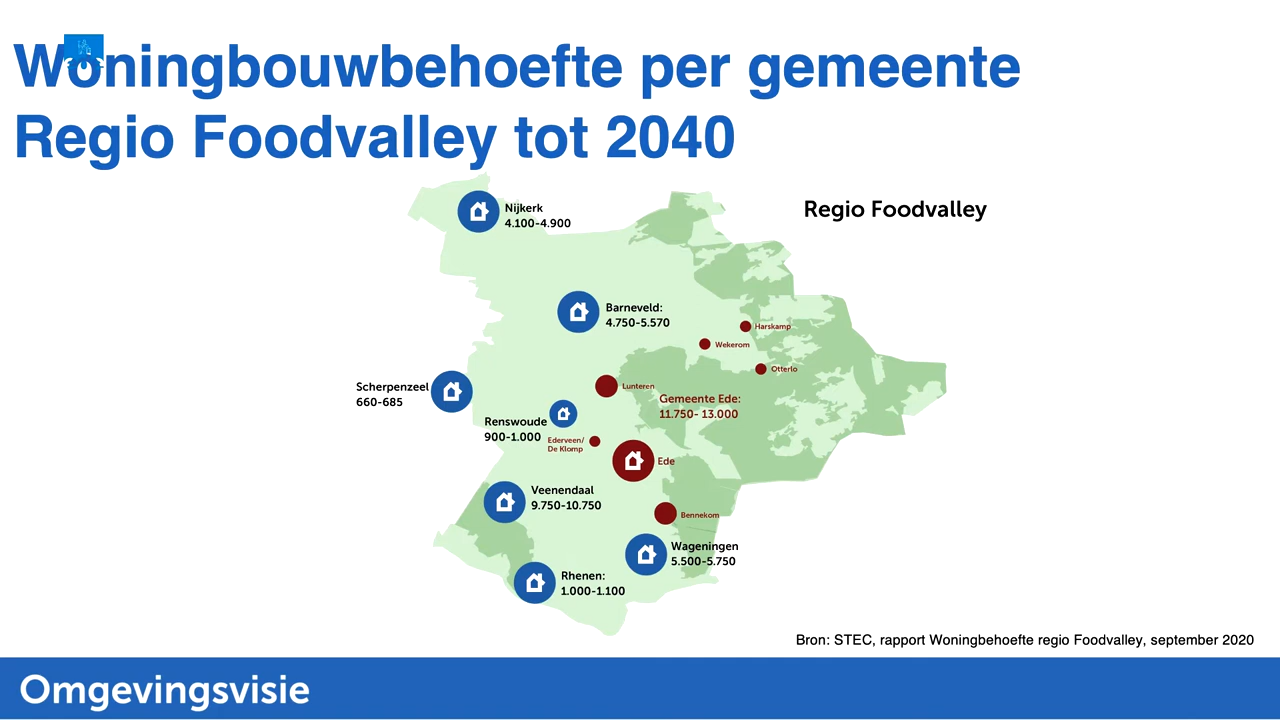 Woningbouwbehoefte per gemeente
Regio Foodvalley tot 2040
Regio Foodvalley
Nijkerk
4.100-4.900
Barneveld:
4.750-5.570
Harskamp
Wekerom
Otterlo
Scherpenzeel
660-685
Lunteren
Gemeente Ede:
11.750- 13.000
Renswoude
900-1.000
Ederveen/
De Klomp
Ede
Veenendaal
9.750-10.750
Bennekom
Wageningen
5.500-5.750
Rhenen:
1.000-1.100
Bron: STEC, rapport Woningbehoefte regio Foodvalley, september 2020
Omgevingsvisie